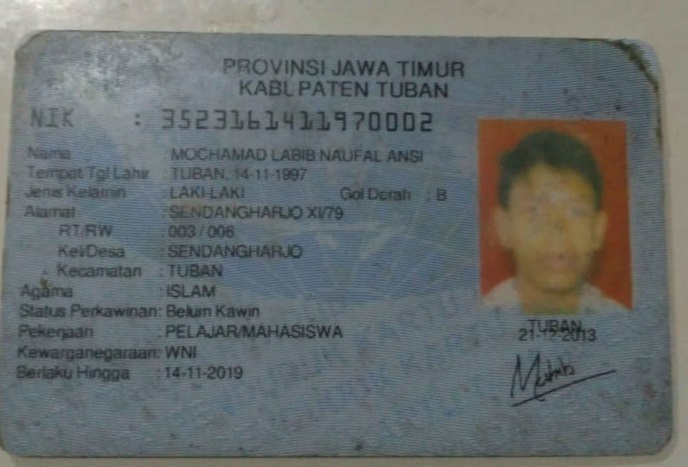 PROVINSI JAWA TIMUR
KABUPATEN TUBAN
NIK : 3523161411970002
Nama : MOCHAMAD LABIB NAUFAL ANSI
Tempat Tgl Lahir : TUBAN, 14-11-1997
Jenis Kelamin : LAKI-LAKI Gol Darah : B
Alamat : SENDANGHARJO XI/79
RT/RW : 003 / 006
Kel/Desa : SENDANGHARJO
Kecamatan : TUBAN
Agama : ISLAM
Status Perkawinan: Belum Kawin
Pekerjaan : PELAJAR/MAHASISWA
Kewarganegaraan: WNI
Berlaku Hingga : 14-11-2019
TUBAN
21-12-2013